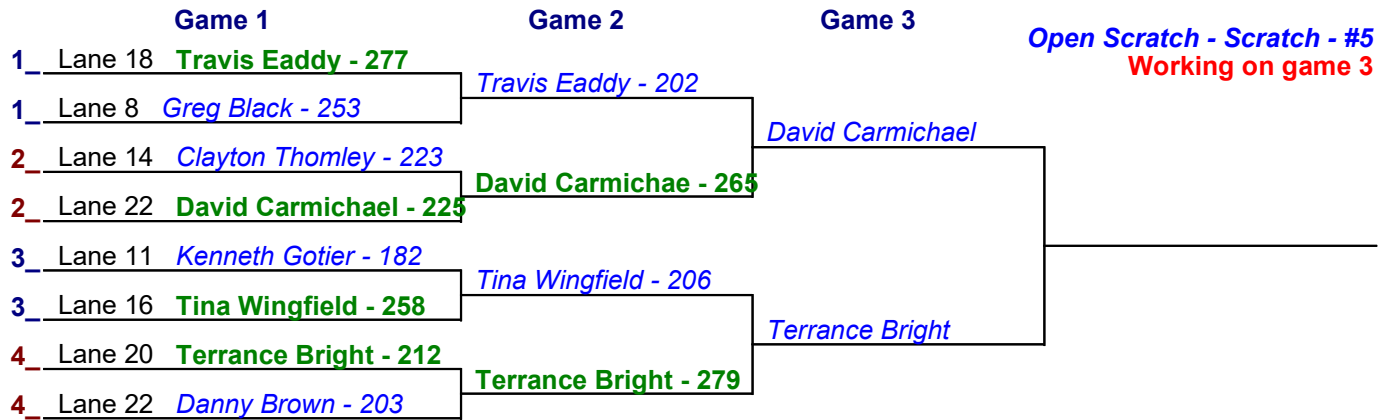 Game 1 Game 2 Game 3
Open Scratch - Scratch - #5
Working on game 3
1_ Lane 18 Travis Eaddy - 277
Travis Eaddy - 202
1_ Lane 8 Greg Black - 253
David Carmichael
2_ Lane 14 Clayton Thomley - 223
David Carmichae - 265
2_ Lane 22 David Carmichael - 225
3_ Lane 11 Kenneth Gotier - 182
Tina Wingfield - 206
3_ Lane 16 Tina Wingfield - 258
Terrance Bright
4_ Lane 20 Terrance Bright - 212
Terrance Bright - 279
4_ Lane 22 Danny Brown - 203